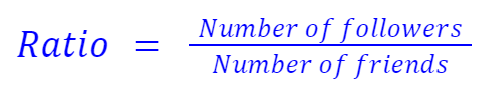 Ratio = Number of followers
Number of friends